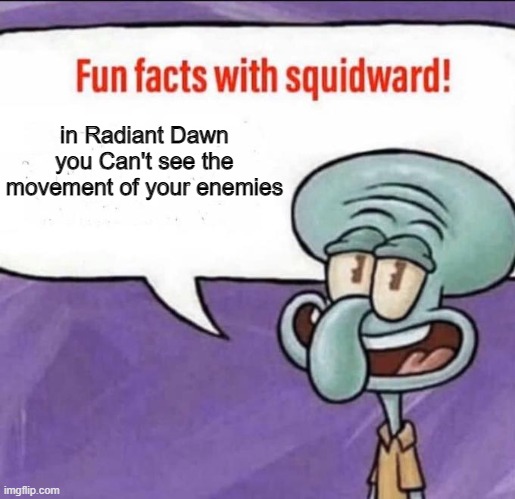 Fun facts with squidward!
in Radiant Dawn
you Can't see the
movement of your enemies
imgflip.com